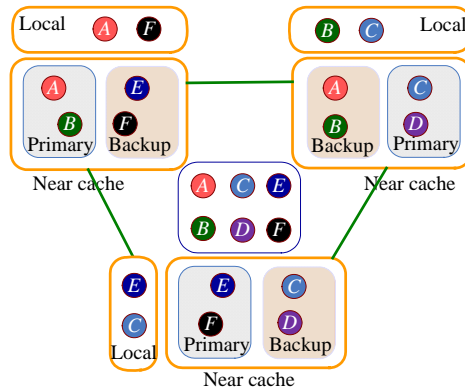 Local A F
B C Local
A E
B F
Primary Backup
Near cache
A C
B D
Backup Primary
Near cache
A C E
B D F
E
C
Local
E C
F D
Primary Backup
Near cache